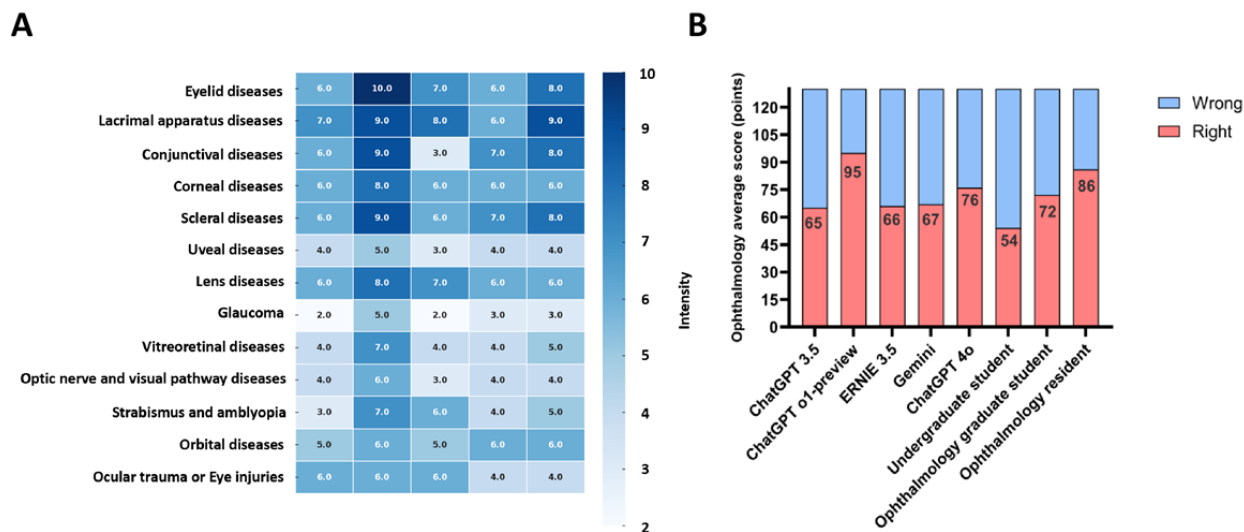 A
Eyelid diseases 6.0 10.0 7.0 6.0 8.0
Lacrimal apparatus diseases 7.0 9.0 8.0 6.0 9.0
Conjunctival diseases 6.0 9.0 3.0 7.0 8.0
Corneal diseases 6.0 8.0 6.0 6.0 6.0
Scleral diseases 6.0 9.0 6.0 7.0 8.0
Uveal diseases 4.0 5.0 3.0 4.0 4.0
Lens diseases 6.0 8.0 7.0 6.0 6.0
Glaucoma 2.0 5.0 2.0 3.0 3.0
Vitreoretinal diseases 4.0 7.0 4.0 4.0 5.0
Optic nerve and visual pathway diseases 4.0 6.0 3.0 4.0 4.0
Strabismus and amblyopia 3.0 7.0 6.0 4.0 5.0
Orbital diseases 5.0 6.0 5.0 6.0 6.0
Ocular trauma or Eye injuries 6.0 6.0 6.0 4.0 4.0
10
9
8
7
6
5
4
3
2
Intensity
B
Ophthalmology average score (points)
120
105
90
75
60
45
30
15
0
65
95
66
67
76
54
72
86
ChatGPT 3.5
ChatGPT o1-preview
ERNIE 3.5
Gemini
ChatGPT 4o
Undergraduate student
Ophthalmology graduate student
Ophthalmology resident
Wrong
Right